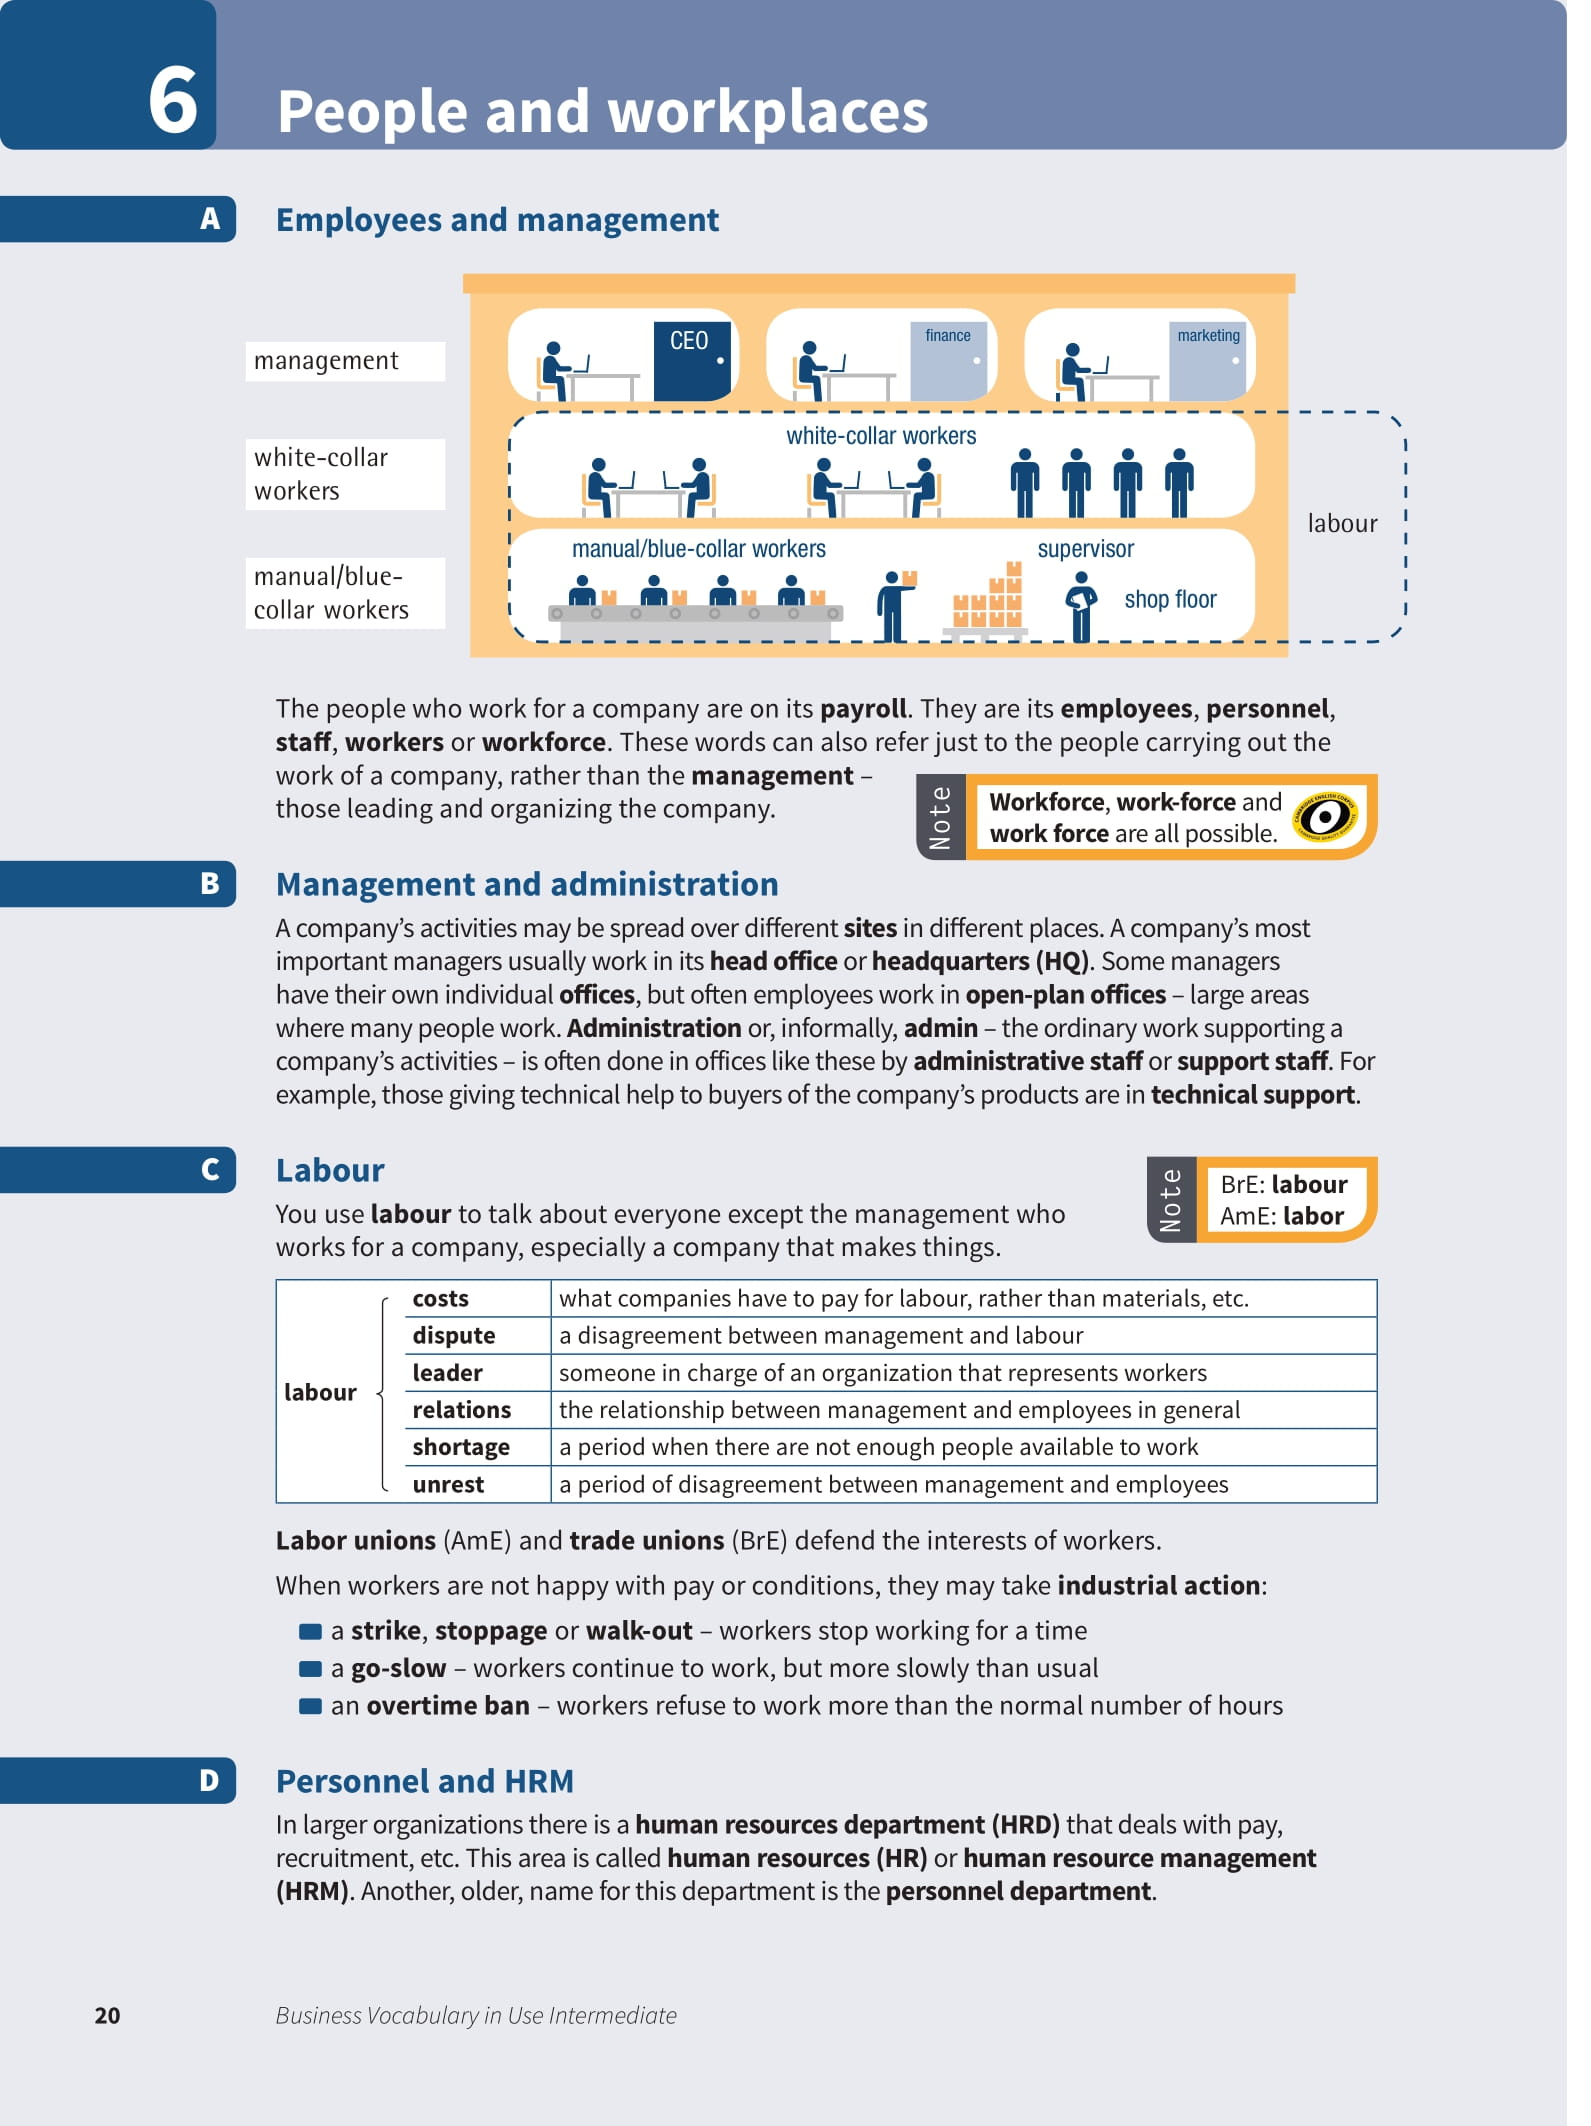 6
People and workplaces
A
Employees and management
management
white-collar
workers
manual/blue-
collar workers
CEO
finance
marketing
white-collar workers
manual/blue-collar workers
supervisor
shop floor
labour
The people who work for a company are on its payroll. They are its employees, personnel,
staff, workers or workforce. These words can also refer just to the people carrying out the
work of a company, rather than the management –
those leading and organizing the company.
Note
Workforce, work-force and
work force are all possible.
B
Management and administration
A company’s activities may be spread over different sites in different places. A company’s most
important managers usually work in its head office or headquarters (HQ). Some managers
have their own individual offices, but often employees work in open-plan offices – large areas
where many people work. Administration or, informally, admin – the ordinary work supporting a
company’s activities – is often done in offices like these by administrative staff or support staff. For
example, those giving technical help to buyers of the company’s products are in technical support.
C
Labour
You use labour to talk about everyone except the management who
works for a company, especially a company that makes things.
Note
BrE: labour
AmE: labor
labour
costs what companies have to pay for labour, rather than materials, etc.
dispute a disagreement between management and labour
leader someone in charge of an organization that represents workers
relations the relationship between management and employees in general
shortage a period when there are not enough people available to work
unrest a period of disagreement between management and employees
Labor unions (AmE) and trade unions (BrE) defend the interests of workers.
When workers are not happy with pay or conditions, they may take industrial action:
a strike, stoppage or walk-out – workers stop working for a time
a go-slow – workers continue to work, but more slowly than usual
an overtime ban – workers refuse to work more than the normal number of hours
D
Personnel and HRM
In larger organizations there is a human resources department (HRD) that deals with pay,
recruitment, etc. This area is called human resources (HR) or human resource management
(HRM). Another, older, name for this department is the personnel department.
20
Business Vocabulary in Use Intermediate